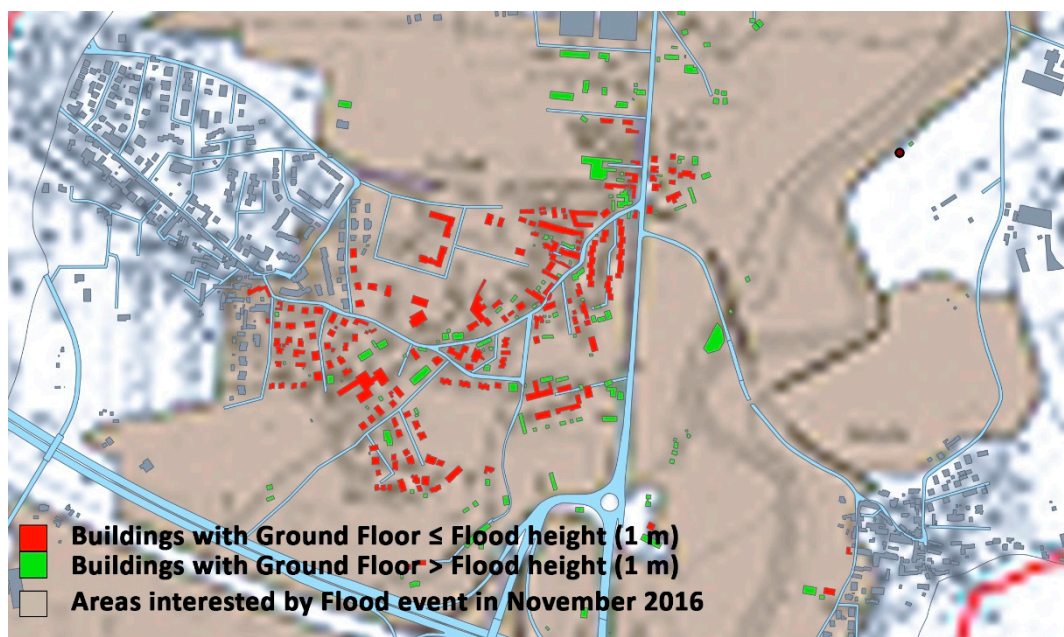 Buildings with Ground Floor ≤ Flood height (1 m)
Buildings with Ground Floor > Flood height (1 m)
Areas interested by Flood event in November 2016